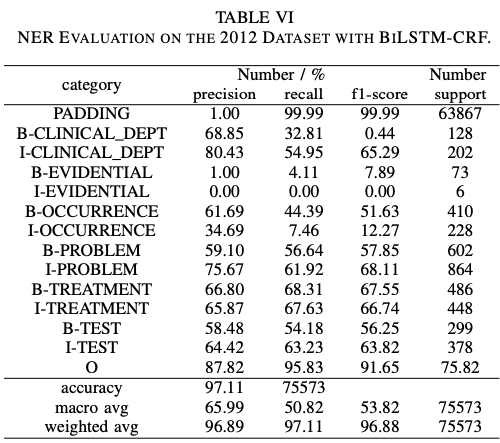 TABLE VI
NER EVALUATION ON THE 2012 DATASET WITH BILSTM-CRF.
category Number / % Number
precision recall f1-score support
PADDING 1.00 99.99 99.99 63867
B-CLINICAL_DEPT 68.85 32.81 0.44 128
I-CLINICAL_DEPT 80.43 54.95 65.29 202
B-EVIDENTIAL 1.00 4.11 7.89 73
I-EVIDENTIAL 0.00 0.00 0.00 6
B-OCCURRENCE 61.69 44.39 51.63 410
I-OCCURRENCE 34.69 7.46 12.27 228
B-PROBLEM 59.10 56.64 57.85 602
I-PROBLEM 75.67 61.92 68.11 864
B-TREATMENT 66.80 68.31 67.55 486
I-TREATMENT 65.87 67.63 66.74 448
B-TEST 58.48 54.18 56.25 299
I-TEST 64.42 63.23 63.82 378
O 87.82 95.83 91.65 75.82
accuracy 97.11 75573
macro avg 65.99 50.82 53.82 75573
weighted avg 96.89 97.11 96.88 75573